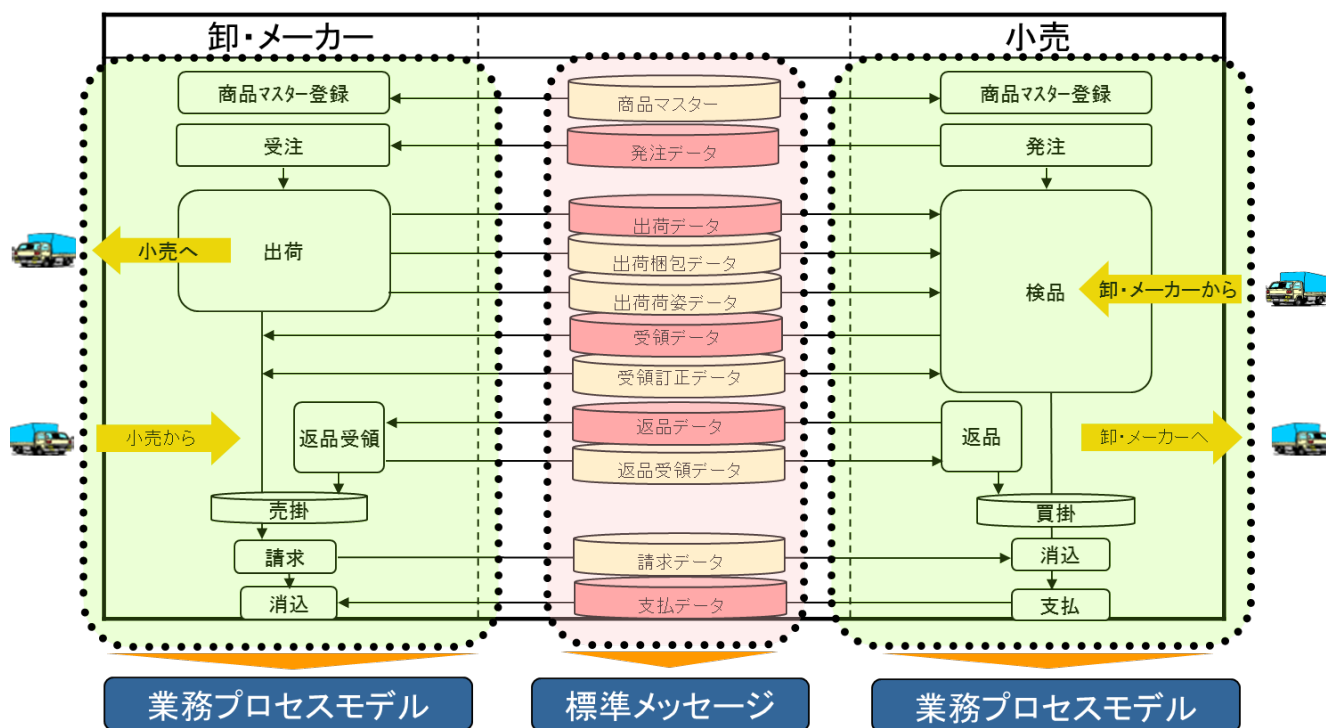 卸・メーカー
小売
商品マスター登録
商品マスター
商品マスター登録
受注
発注データ
発注
出荷
小売へ
出荷データ
出荷梱包データ
出荷荷姿データ
検品
卸・メーカーから
受領データ
受領訂正データ
小売から
返品受領
返品データ
返品受領データ
返品
卸・メーカーへ
売掛
買掛
請求
請求データ
消込
消込
支払データ
支払
業務プロセスモデル
標準メッセージ
業務プロセスモデル